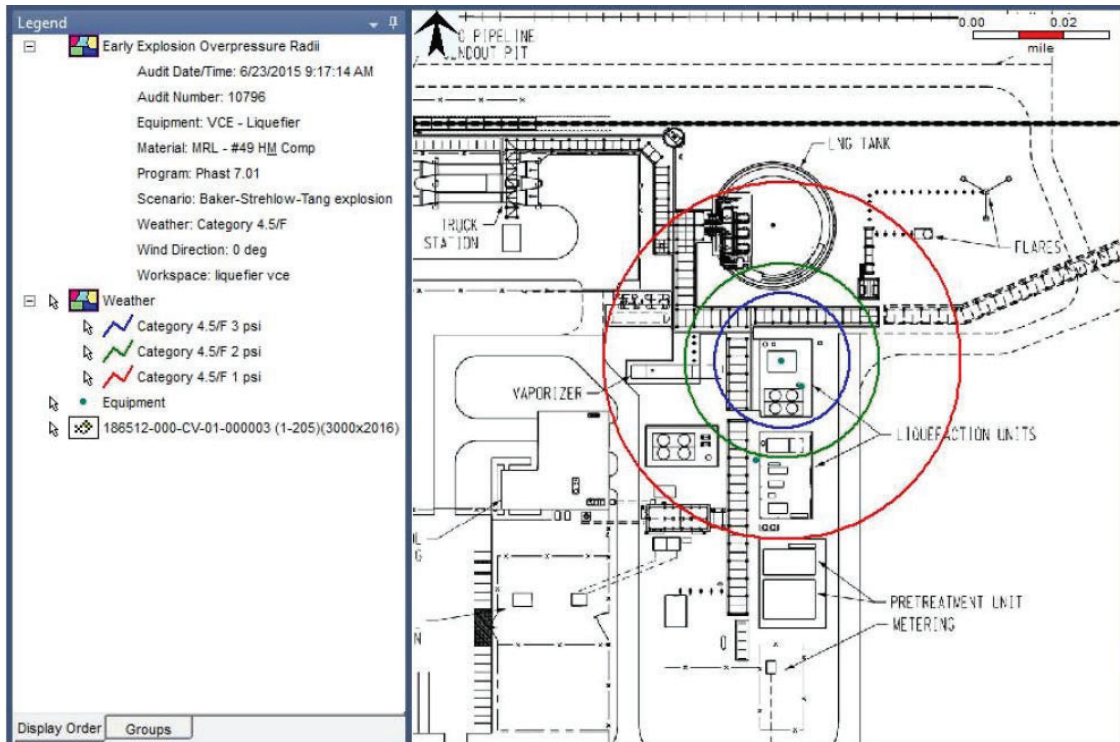 Legend
Early Explosion Overpressure Radii
Audit Date/Time: 6/23/2015 9:17:14 AM
Audit Number: 10796
Equipment: VCE - Liquefier
Material: MRL - #49 HM Comp
Program: Phast 7.01
Scenario: Baker-Strehlow-Tang explosion
Weather: Category 4.5/F
Wind Direction: 0 deg
Workspace: liquefier vce
Weather
Category 4.5/F 3 psi
Category 4.5/F 2 psi
Category 4.5/F 1 psi
Equipment
186512-000-CV-01-000003 (1-205)(3000x2016)
Display Order
Groups
0.00 0.02
mile
PIPELINE
NDOUT PIT
LNG TANK
TRUCK
STATION
FLARES
VAPORIZER
LIQUEFACTION UNITS
PRETREATMENT UNIT
METERING